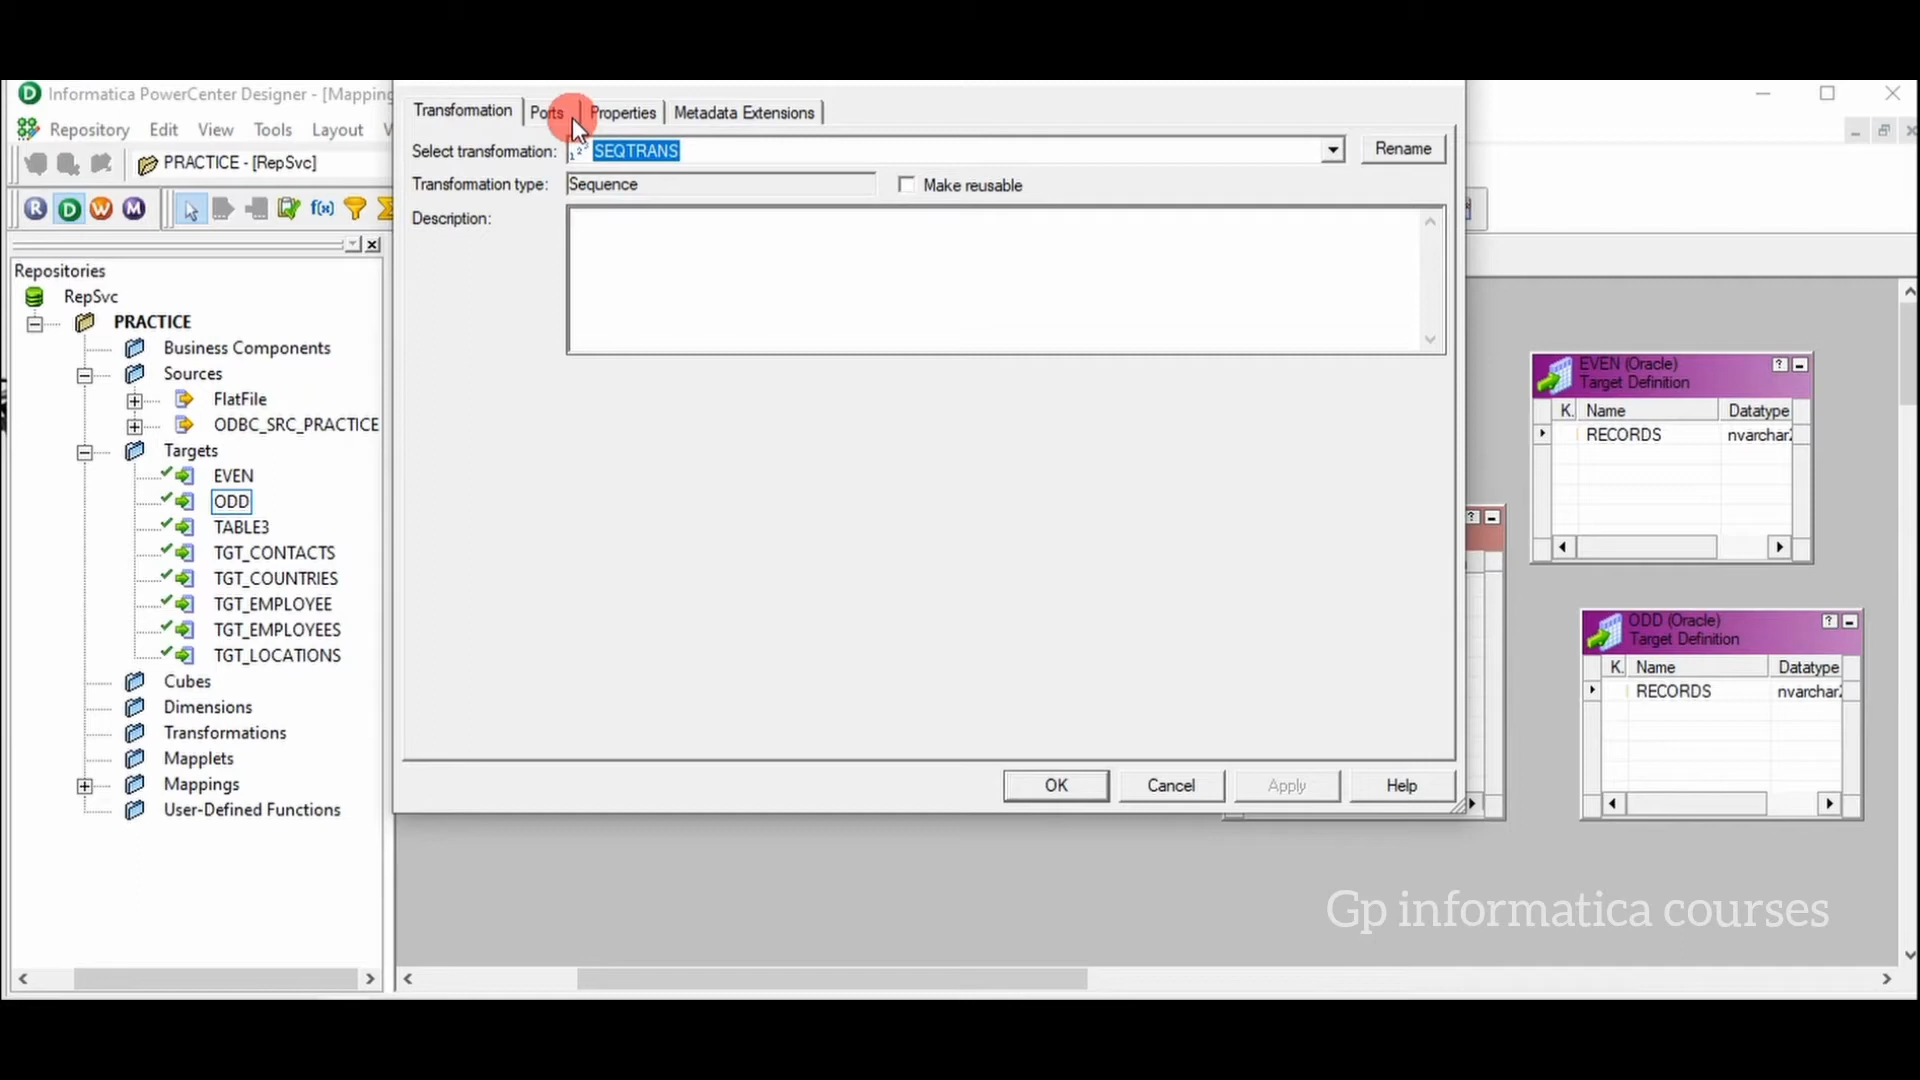 Informatica PowerCenter Designer - [Mapping
Repository Edit View Tools Layout
PRACTICE - [RepSvc]
R D W M f(x) Σ
Repositories
RepSvc
PRACTICE
Business Components
Sources
FlatFile
ODBC_SRC_PRACTICE
Targets
EVEN
ODD
TABLE3
TGT_CONTACTS
TGT_COUNTRIES
TGT_EMPLOYEE
TGT_EMPLOYEES
TGT_LOCATIONS
Cubes
Dimensions
Transformations
Mapplets
Mappings
User-Defined Functions
Transformation Ports Properties Metadata Extensions
Select transformation: SEQTRANS Rename
Transformation type: Sequence Make reusable
Description:
OK Cancel Apply Help
EVEN (Oracle)
Target Definition
K. Name Datatype
RECORDS nvarchar2
ODD (Oracle)
Target Definition
K. Name Datatype
RECORDS nvarchar2
Gp informatica courses